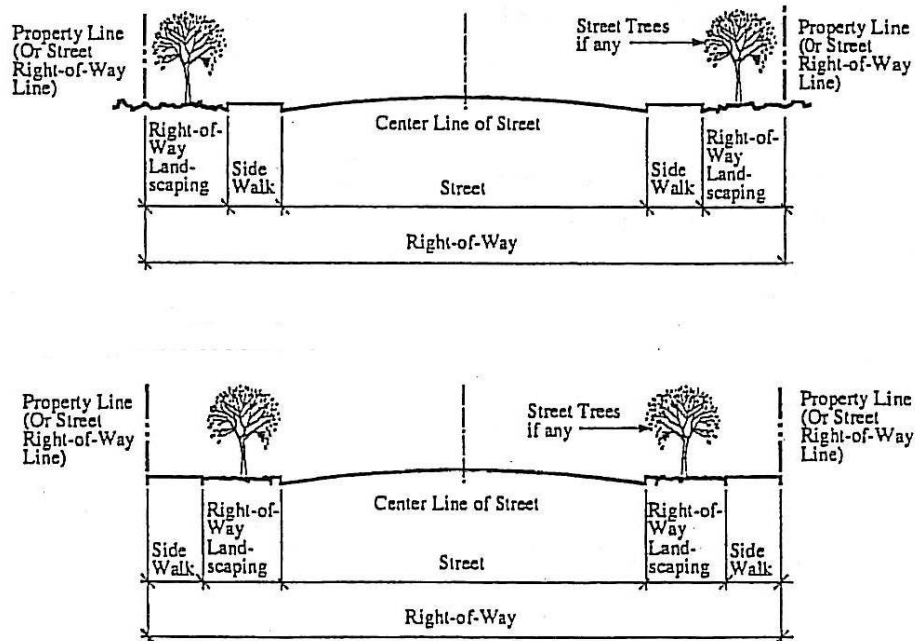 Property Line
(Or Street
Right-of-Way
Line)
Street Trees
if any
Property Line
(Or Street
Right-of-Way
Line)
Right-of-
Way
Land-
scaping
Side
Walk
Center Line of Street
Street
Side
Walk
Right-of-
Way
Land-
scaping
Right-of-Way
Property Line
(Or Street
Right-of-Way
Line)
Street Trees
if any
Property Line
(Or Street
Right-of-Way
Line)
Side
Walk
Right-of-
Way
Land-
scaping
Center Line of Street
Street
Right-of-
Way
Land-
scaping
Side
Walk
Right-of-Way